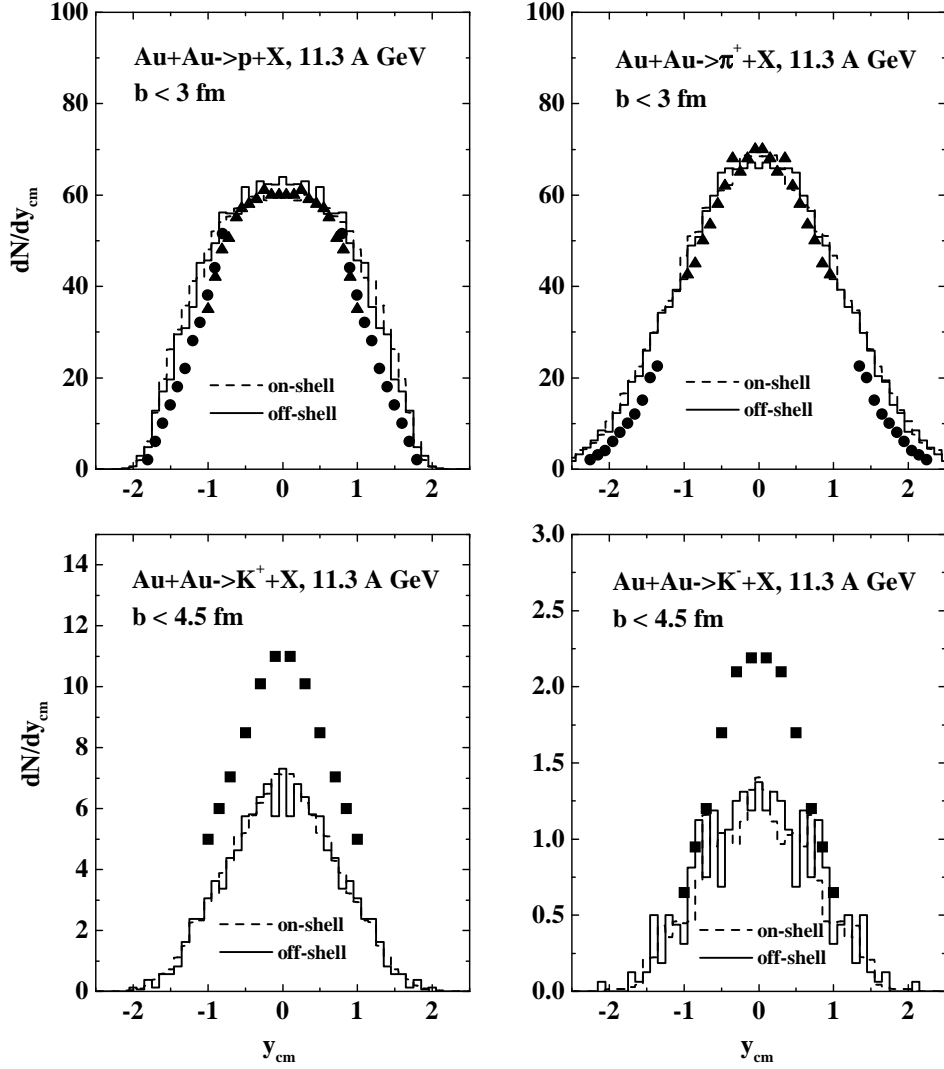 100
80
60
40
20
0
dN/dy_cm
Au+Au->p+X, 11.3 A GeV
b < 3 fm
on-shell
off-shell
-2 -1 0 1 2
100
80
60
40
20
0
Au+Au->π⁺+X, 11.3 A GeV
b < 3 fm
on-shell
off-shell
-2 -1 0 1 2
14
12
10
8
6
4
2
0
dN/dy_cm
Au+Au->K⁺+X, 11.3 A GeV
b < 4.5 fm
on-shell
off-shell
-2 -1 0 1 2
y_cm
3.0
2.5
2.0
1.5
1.0
0.5
0.0
Au+Au->K⁻+X, 11.3 A GeV
b < 4.5 fm
on-shell
off-shell
-2 -1 0 1 2
y_cm